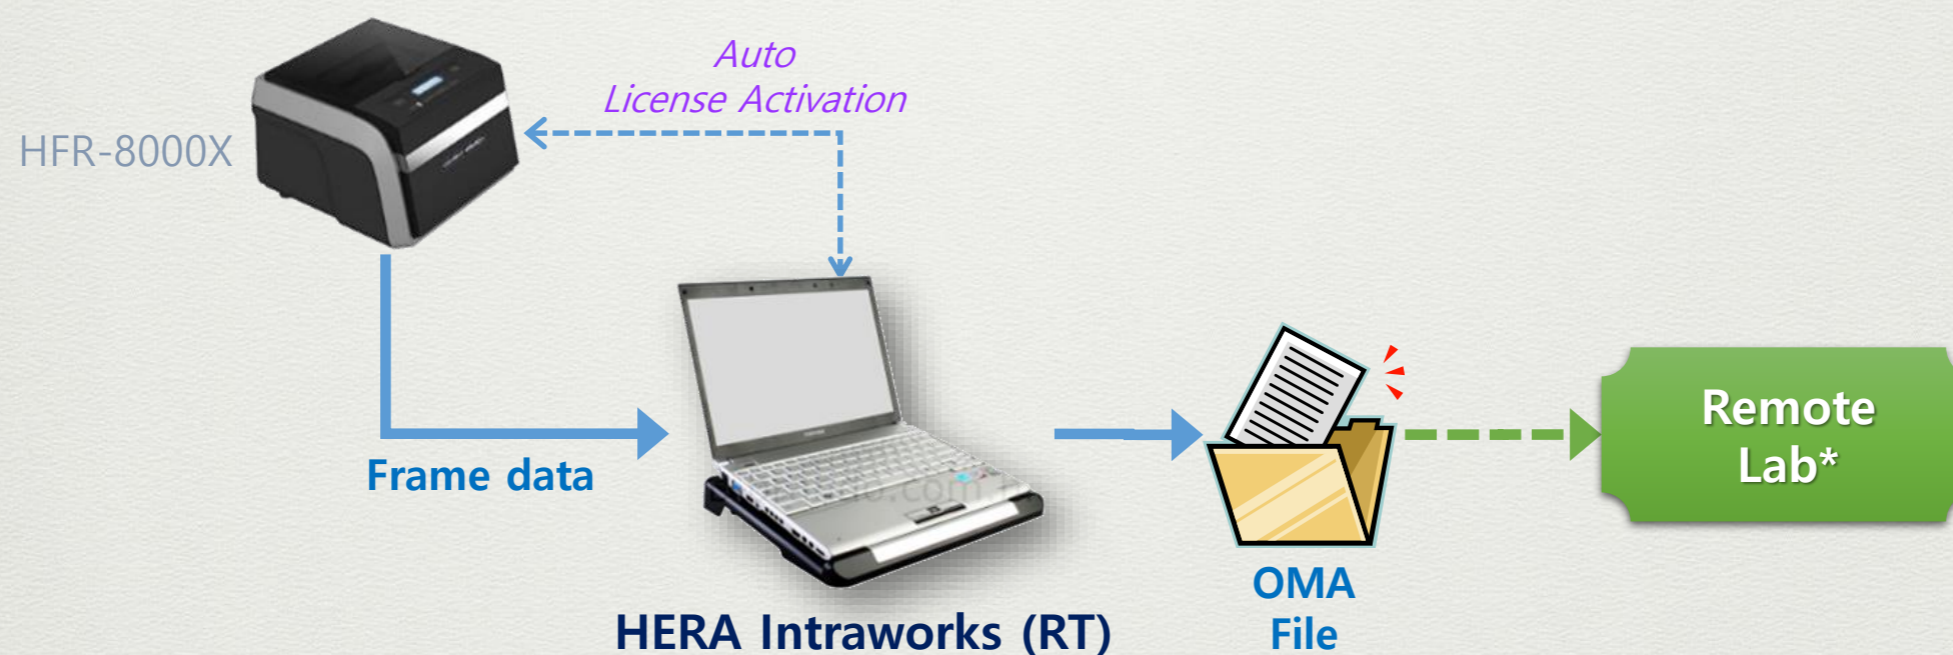 Auto
License Activation
HFR-8000X
Frame data
HERA Intraworks (RT)
OMA
File
Remote
Lab*